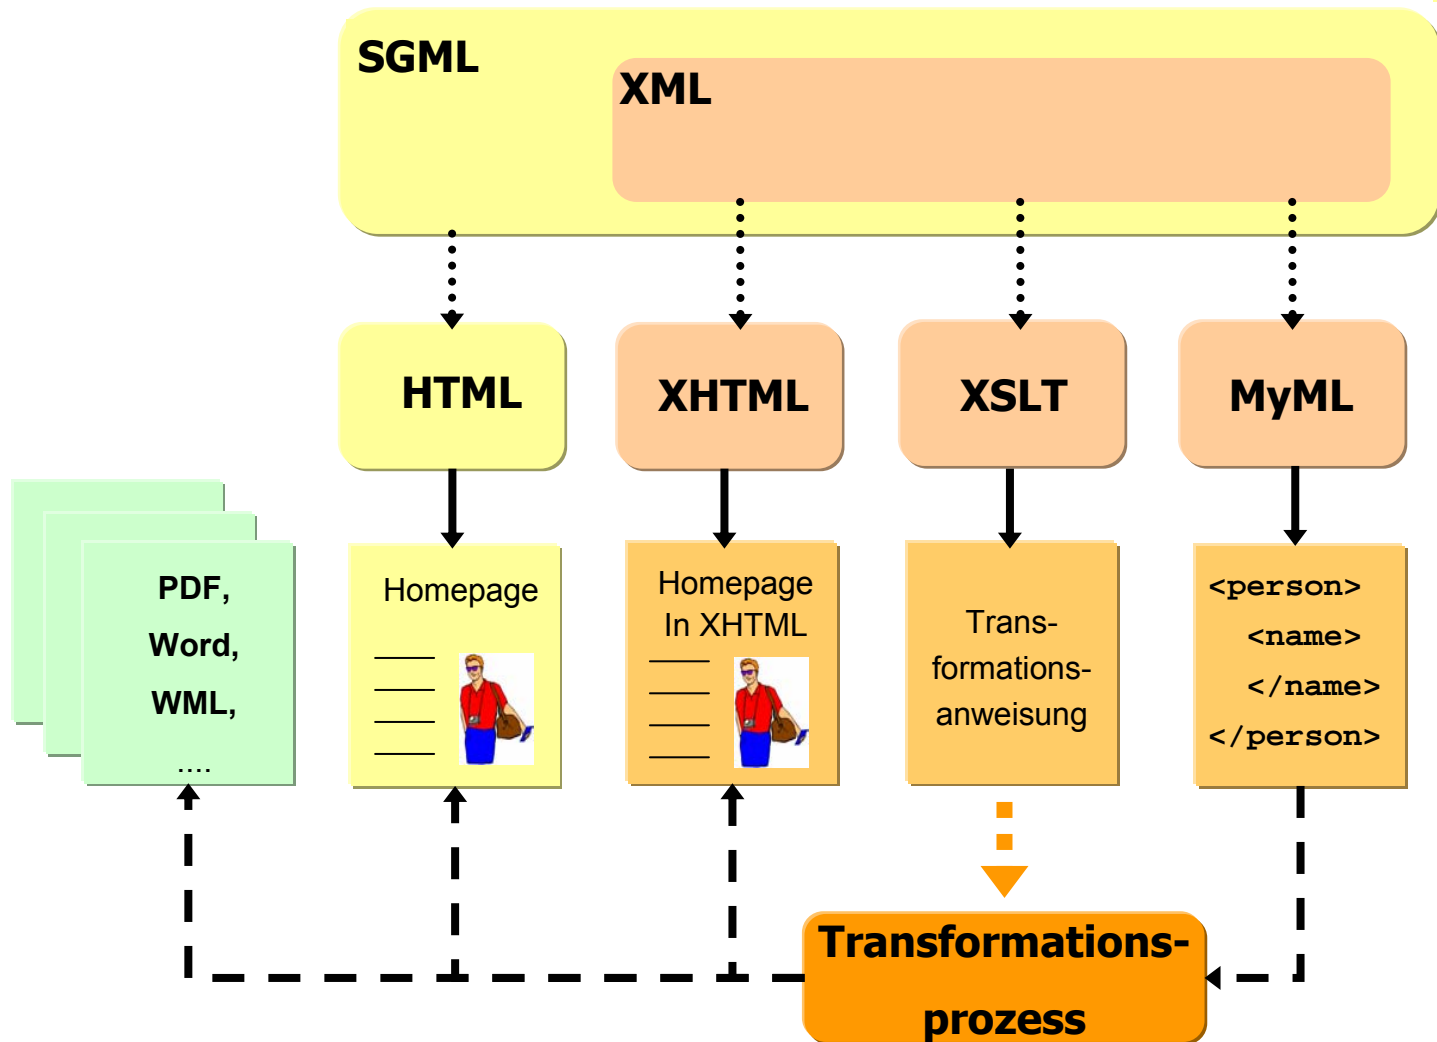 SGML
XML
HTML
XHTML
XSLT
MyML
PDF,
Word,
WML,
....
Homepage
Homepage
In XHTML
Trans-
formations-
anweisung
<person>
<name>
</name>
</person>
Transformations-
prozess